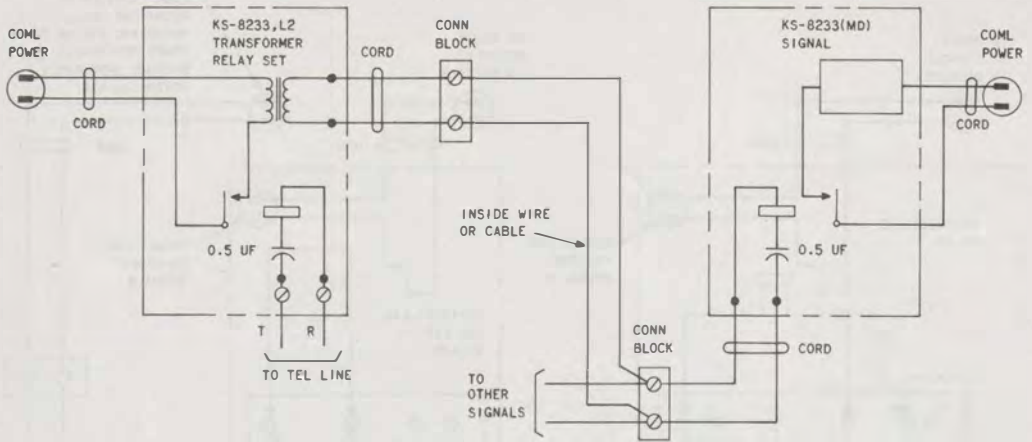 COML
POWER
CORD
KS-8233,L2
TRANSFORMER
RELAY SET
0.5 UF
T R
TO TEL LINE
CORD
CONN
BLOCK
INSIDE WIRE
OR CABLE
TO
OTHER
SIGNALS
CONN
BLOCK
CORD
KS-8233(MD)
SIGNAL
0.5 UF
CORD
COML
POWER